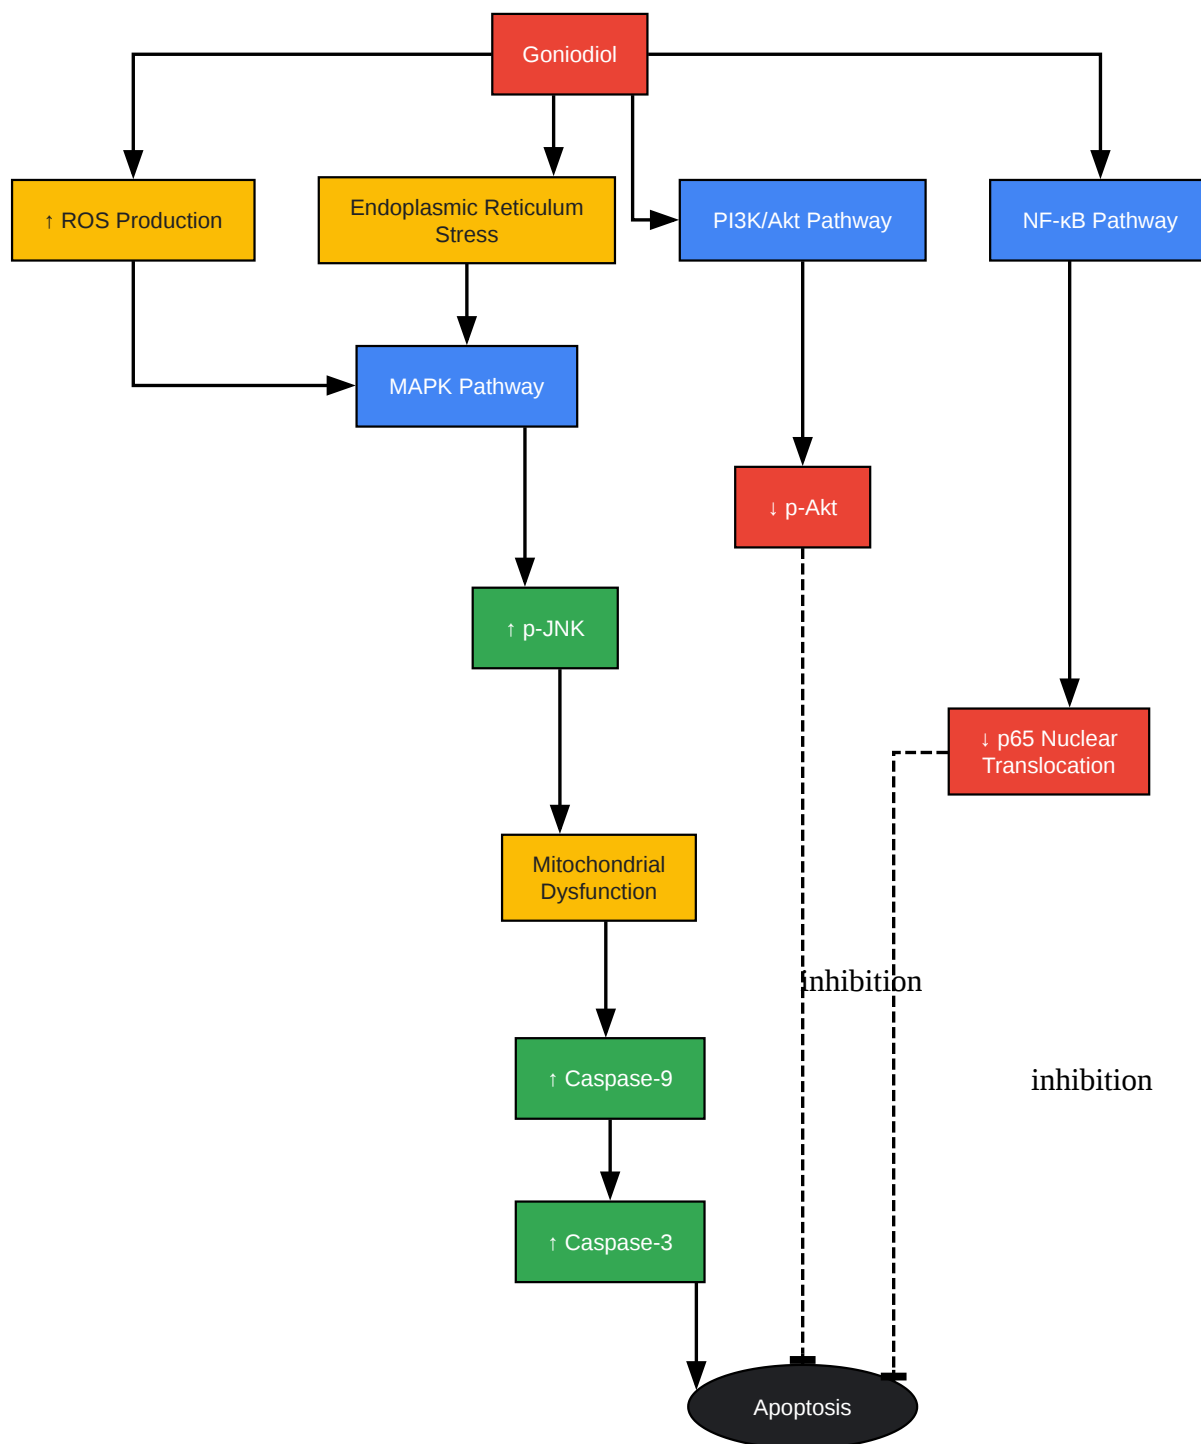 Goniodiol
↑ ROS Production
Endoplasmic Reticulum
Stress
PI3K/Akt Pathway
NF-κB Pathway
MAPK Pathway
↓ p-Akt
↑ p-JNK
↓ p65 Nuclear
Translocation
Mitochondrial
Dysfunction
inhibition
↑ Caspase-9
inhibition
↑ Caspase-3
Apoptosis